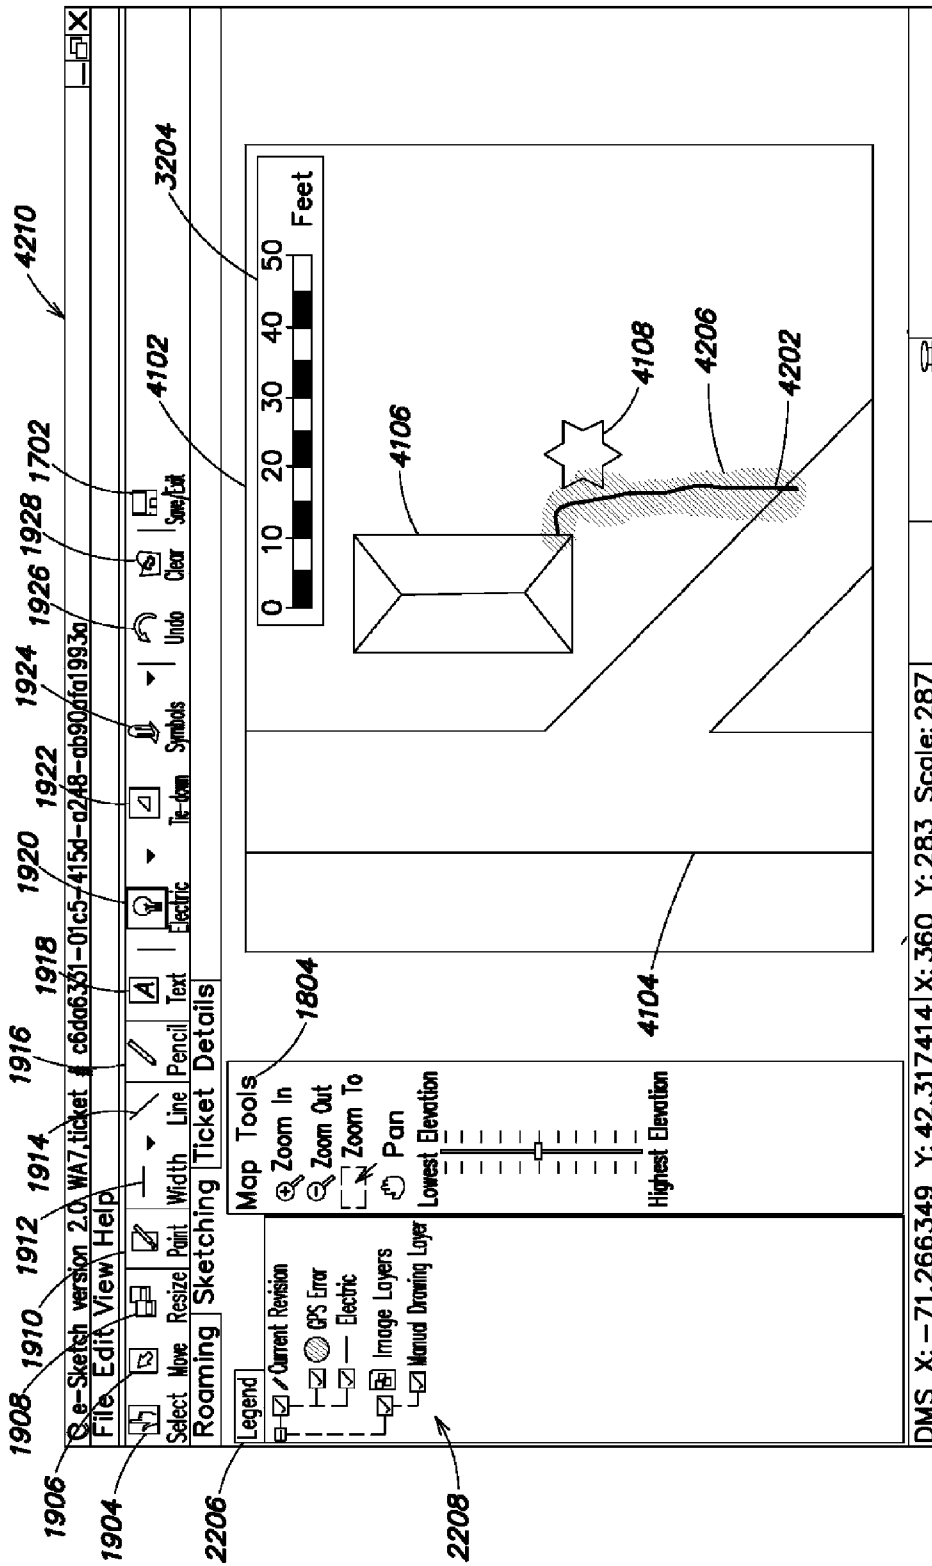 4210
e-Sketch version 2.0 WA7, ticket # c6da6331-01c5-415d-a248-ab90afa1993a
File Edit View Help
1904 1906 1908 1910 1912 1914 1916 1918 1920 1922 1924 1926 1928 1702
Select Move Resize Paint Width Line Pencil Text Electric Tie-down Symbols Undo Clear Save/Exit
Roaming Sketching Ticket Details
2206
Legend
Current Revision
GPS Error
Electric
Image Layers
Manual Drawing Layer
2208
1804
Map Tools
Zoom In
Zoom Out
Zoom To
Pan
Lowest Elevation
Highest Elevation
4102
3204
0 10 20 30 40 50
Feet
4106
4108
4206
4202
4104
DMS X: -71.266349 Y: 42.317414 X: 360 Y: 283 Scale: 287